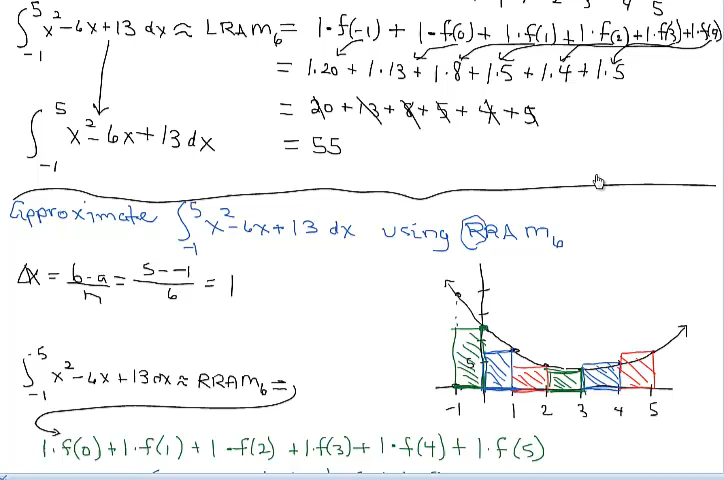 5
∫₋₁⁵ x² - 6x + 13 dx ≈ LRAM₆ = 1·f(-1) + 1·f(0) + 1·f(1) + 1·f(2) + 1·f(3) + 1·f(4)
= 1·20 + 1·13 + 1·8 + 1·5 + 1·4 + 1·5
∫₋₁⁵ x² - 6x + 13 dx
= 20 + 13 + 8 + 5 + 4 + 5
= 55
Approximate ∫₋₁⁵ x² - 6x + 13 dx using RRAM₆
Δx = b-a/n = 5--1/6 = 1
5
-1 1 2 3 4 5
∫₋₁⁵ x² - 6x + 13 dx ≈ RRAM₆ =
1·f(0) + 1·f(1) + 1·f(2) + 1·f(3) + 1·f(4) + 1·f(5)